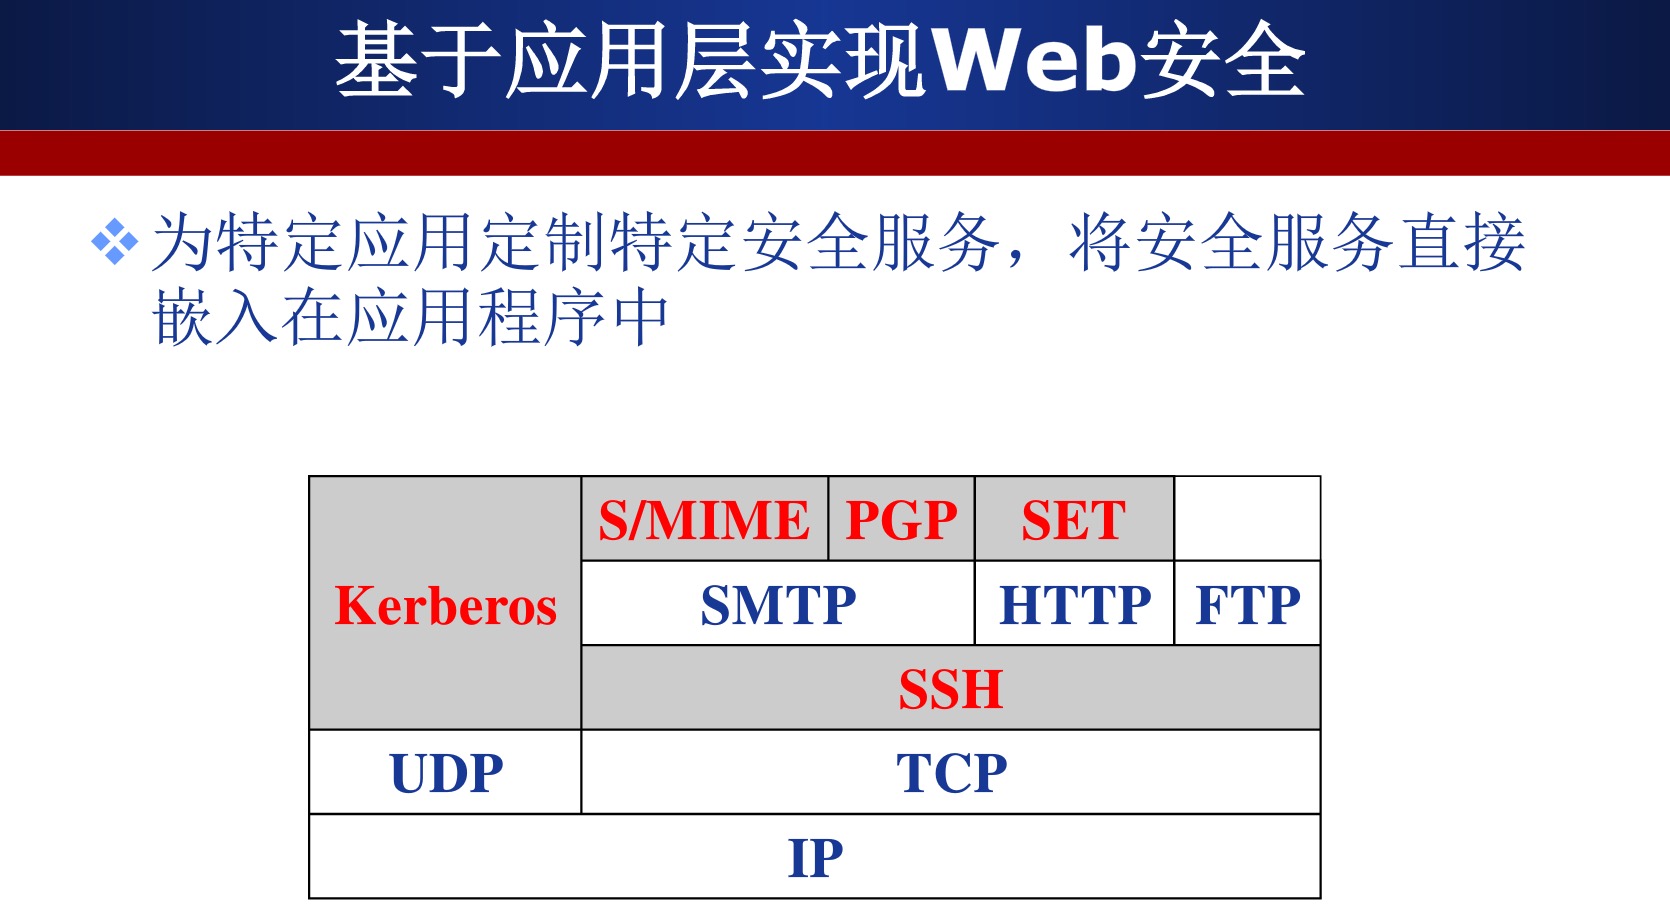 基于应用层实现Web安全
为特定应用定制特定安全服务，将安全服务直接
嵌入在应用程序中
S/MIME PGP SET
Kerberos SMTP HTTP FTP
SSH
UDP TCP
IP